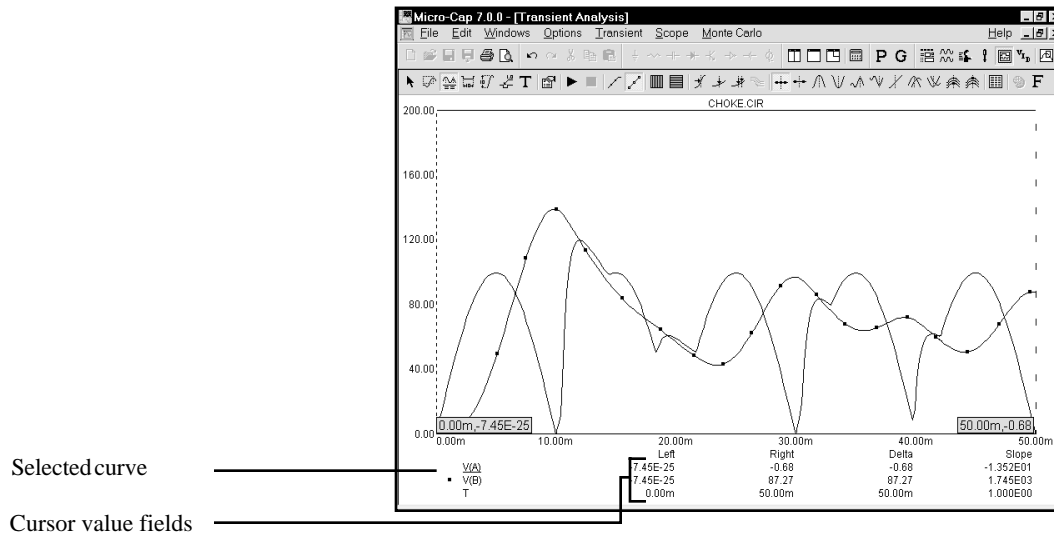 Micro-Cap 7.0.0 - [Transient Analysis]
File Edit Windows Options Transient Scope Monte Carlo Help
P G
T F
CHOKE.CIR
200.00
160.00
120.00
80.00
40.00
0.00
0.00m,-7.45E-25 50.00m,-0.68
0.00m 10.00m 20.00m 30.00m 40.00m 50.00m
Left Right Delta Slope
V(A) -7.45E-25 -0.68 -0.68 -1.352E01
V(B) -7.45E-25 87.27 87.27 1.745E03
T 0.00m 50.00m 50.00m 1.000E00
Selected curve
Cursor value fields